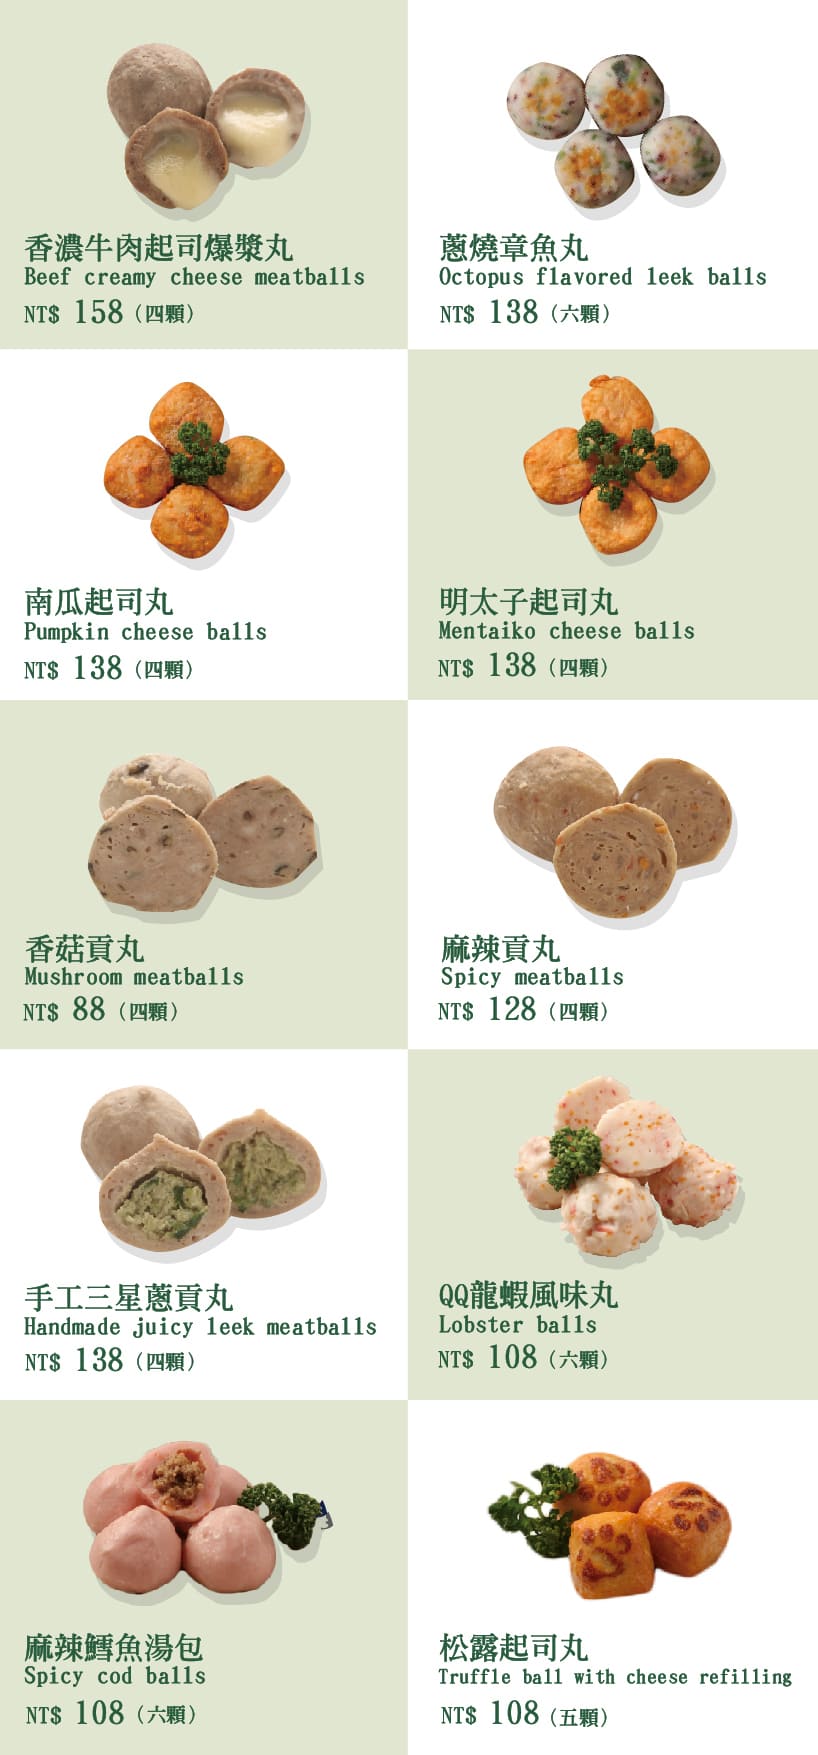 香濃牛肉起司爆漿丸
Beef creamy cheese meatballs
NT$ 158（四顆）
蔥燒章魚丸
Octopus flavored leek balls
NT$ 138（六顆）
南瓜起司丸
Pumpkin cheese balls
NT$ 138（四顆）
明太子起司丸
Mentaiko cheese balls
NT$ 138（四顆）
香菇貢丸
Mushroom meatballs
NT$ 88（四顆）
麻辣貢丸
Spicy meatballs
NT$ 128（四顆）
手工三星蔥貢丸
Handmade juicy leek meatballs
NT$ 138（四顆）
QQ龍蝦風味丸
Lobster balls
NT$ 108（六顆）
麻辣鱈魚湯包
Spicy cod balls
NT$ 108（六顆）
松露起司丸
Truffle ball with cheese refilling
NT$ 108（五顆）